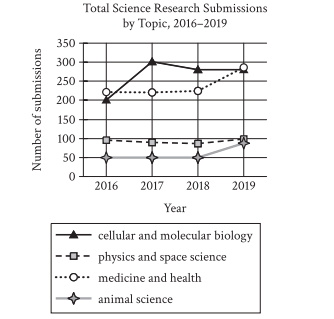 Total Science Research Submissions
by Topic, 2016–2019
Number of submissions
350
300
250
200
150
100
50
0
2016 2017 2018 2019
Year
cellular and molecular biology
physics and space science
medicine and health
animal science